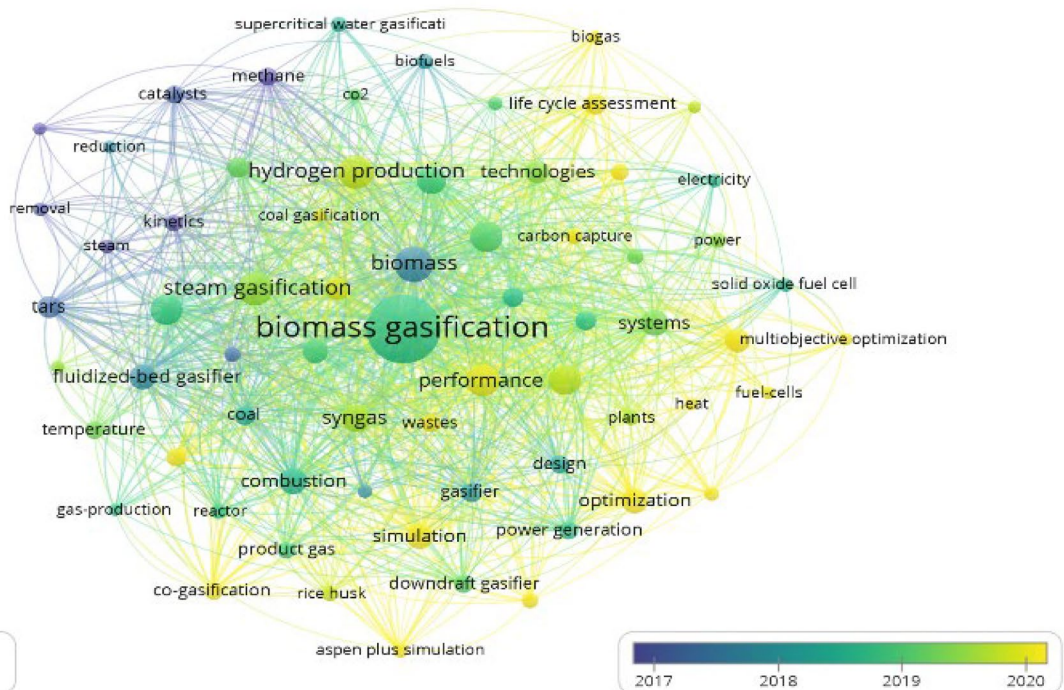 supercritical water gasificati
biogas
biofuels
methane
catalysts
co2
life cycle assessment
reduction
hydrogen production
technologies
electricity
removal
coal gasification
kinetics
carbon capture
power
steam
biomass
solid oxide fuel cell
steam gasification
tars
biomass gasification
systems
multiobjective optimization
fluidized-bed gasifier
performance
fuel-cells
heat
coal
syngas
wastes
plants
temperature
design
combustion
gasifier
optimization
gas-production
reactor
simulation
power generation
product gas
co-gasification
rice husk
downdraft gasifier
aspen plus simulation
2017 2018 2019 2020